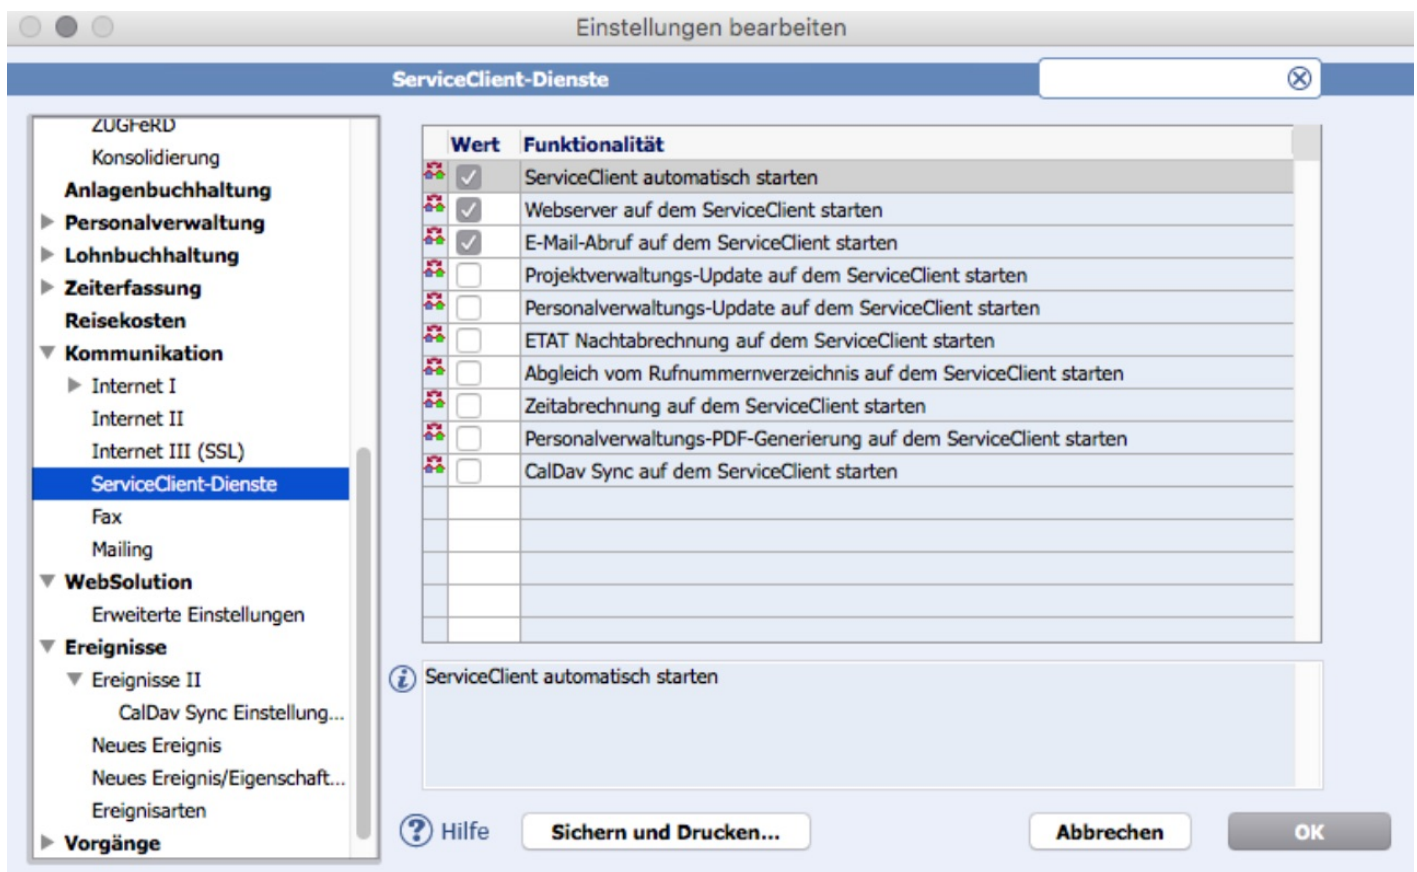 Einstellungen bearbeiten
ServiceClient-Dienste
ZUGFeRD
Konsolidierung
Anlagenbuchhaltung
Personalverwaltung
Lohnbuchhaltung
Zeiterfassung
Reisekosten
Kommunikation
Internet I
Internet II
Internet III (SSL)
ServiceClient-Dienste
Fax
Mailing
WebSolution
Erweiterte Einstellungen
Ereignisse
Ereignisse II
CalDav Sync Einstellung...
Neues Ereignis
Neues Ereignis/Eigenschaft...
Ereignisarten
Vorgänge
Wert Funktionalität
ServiceClient automatisch starten
Webserver auf dem ServiceClient starten
E-Mail-Abruf auf dem ServiceClient starten
Projektverwaltungs-Update auf dem ServiceClient starten
Personalverwaltungs-Update auf dem ServiceClient starten
ETAT Nachtabrechnung auf dem ServiceClient starten
Abgleich vom Rufnummernverzeichnis auf dem ServiceClient starten
Zeitabrechnung auf dem ServiceClient starten
Personalverwaltungs-PDF-Generierung auf dem ServiceClient starten
CalDav Sync auf dem ServiceClient starten
ServiceClient automatisch starten
Hilfe Sichern und Drucken... Abbrechen OK